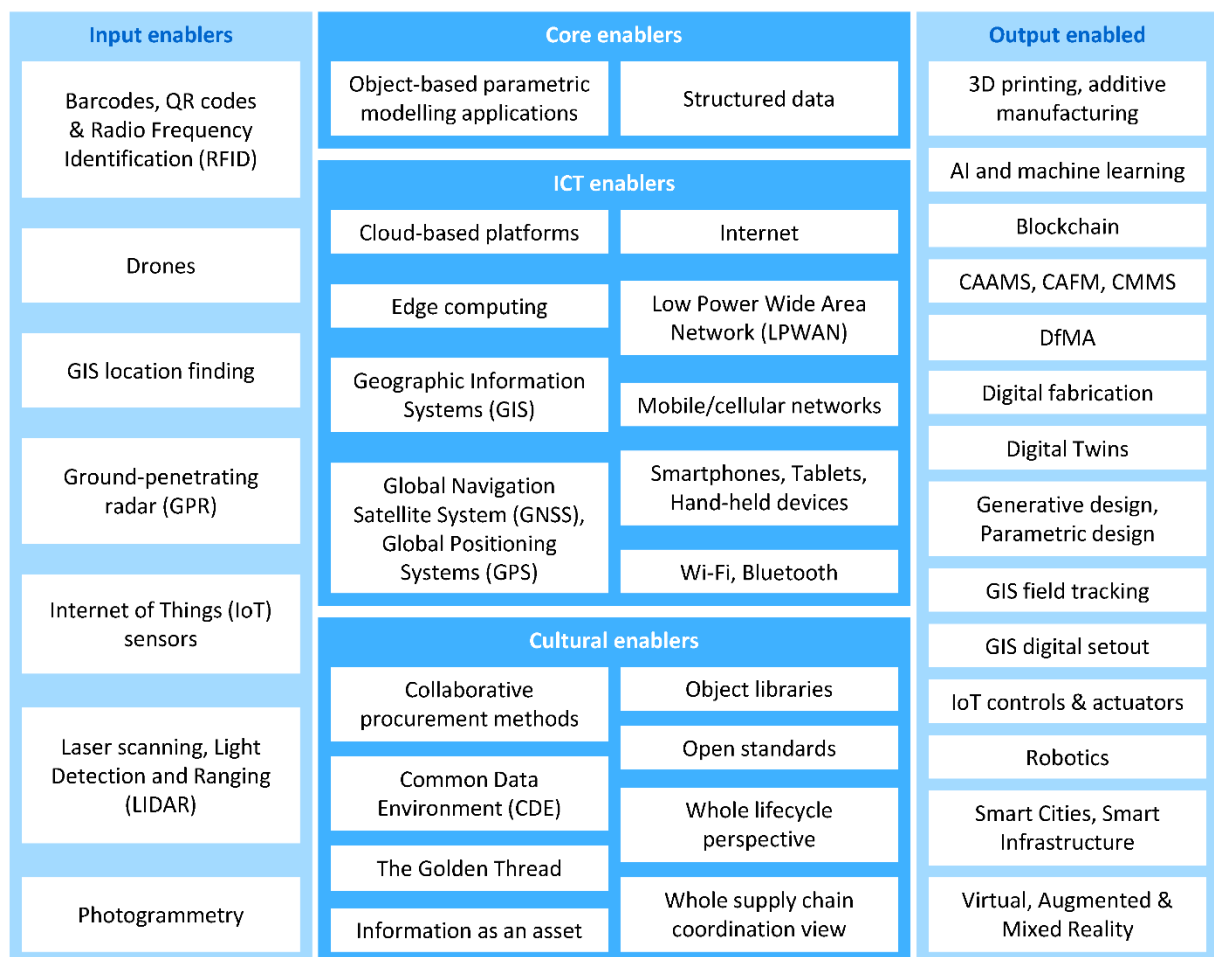 Input enablers
Barcodes, QR codes
& Radio Frequency
Identification (RFID)
Drones
GIS location finding
Ground-penetrating
radar (GPR)
Internet of Things (IoT)
sensors
Laser scanning, Light
Detection and Ranging
(LIDAR)
Photogrammetry
Core enablers
Object-based parametric
modelling applications
Structured data
ICT enablers
Cloud-based platforms
Edge computing
Geographic Information
Systems (GIS)
Global Navigation
Satellite System (GNSS),
Global Positioning
Systems (GPS)
Internet
Low Power Wide Area
Network (LPWAN)
Mobile/cellular networks
Smartphones, Tablets,
Hand-held devices
Wi-Fi, Bluetooth
Cultural enablers
Collaborative
procurement methods
Common Data
Environment (CDE)
The Golden Thread
Information as an asset
Object libraries
Open standards
Whole lifecycle
perspective
Whole supply chain
coordination view
Output enabled
3D printing, additive
manufacturing
AI and machine learning
Blockchain
CAAMS, CAFM, CMMS
DfMA
Digital fabrication
Digital Twins
Generative design,
Parametric design
GIS field tracking
GIS digital setout
IoT controls & actuators
Robotics
Smart Cities, Smart
Infrastructure
Virtual, Augmented &
Mixed Reality